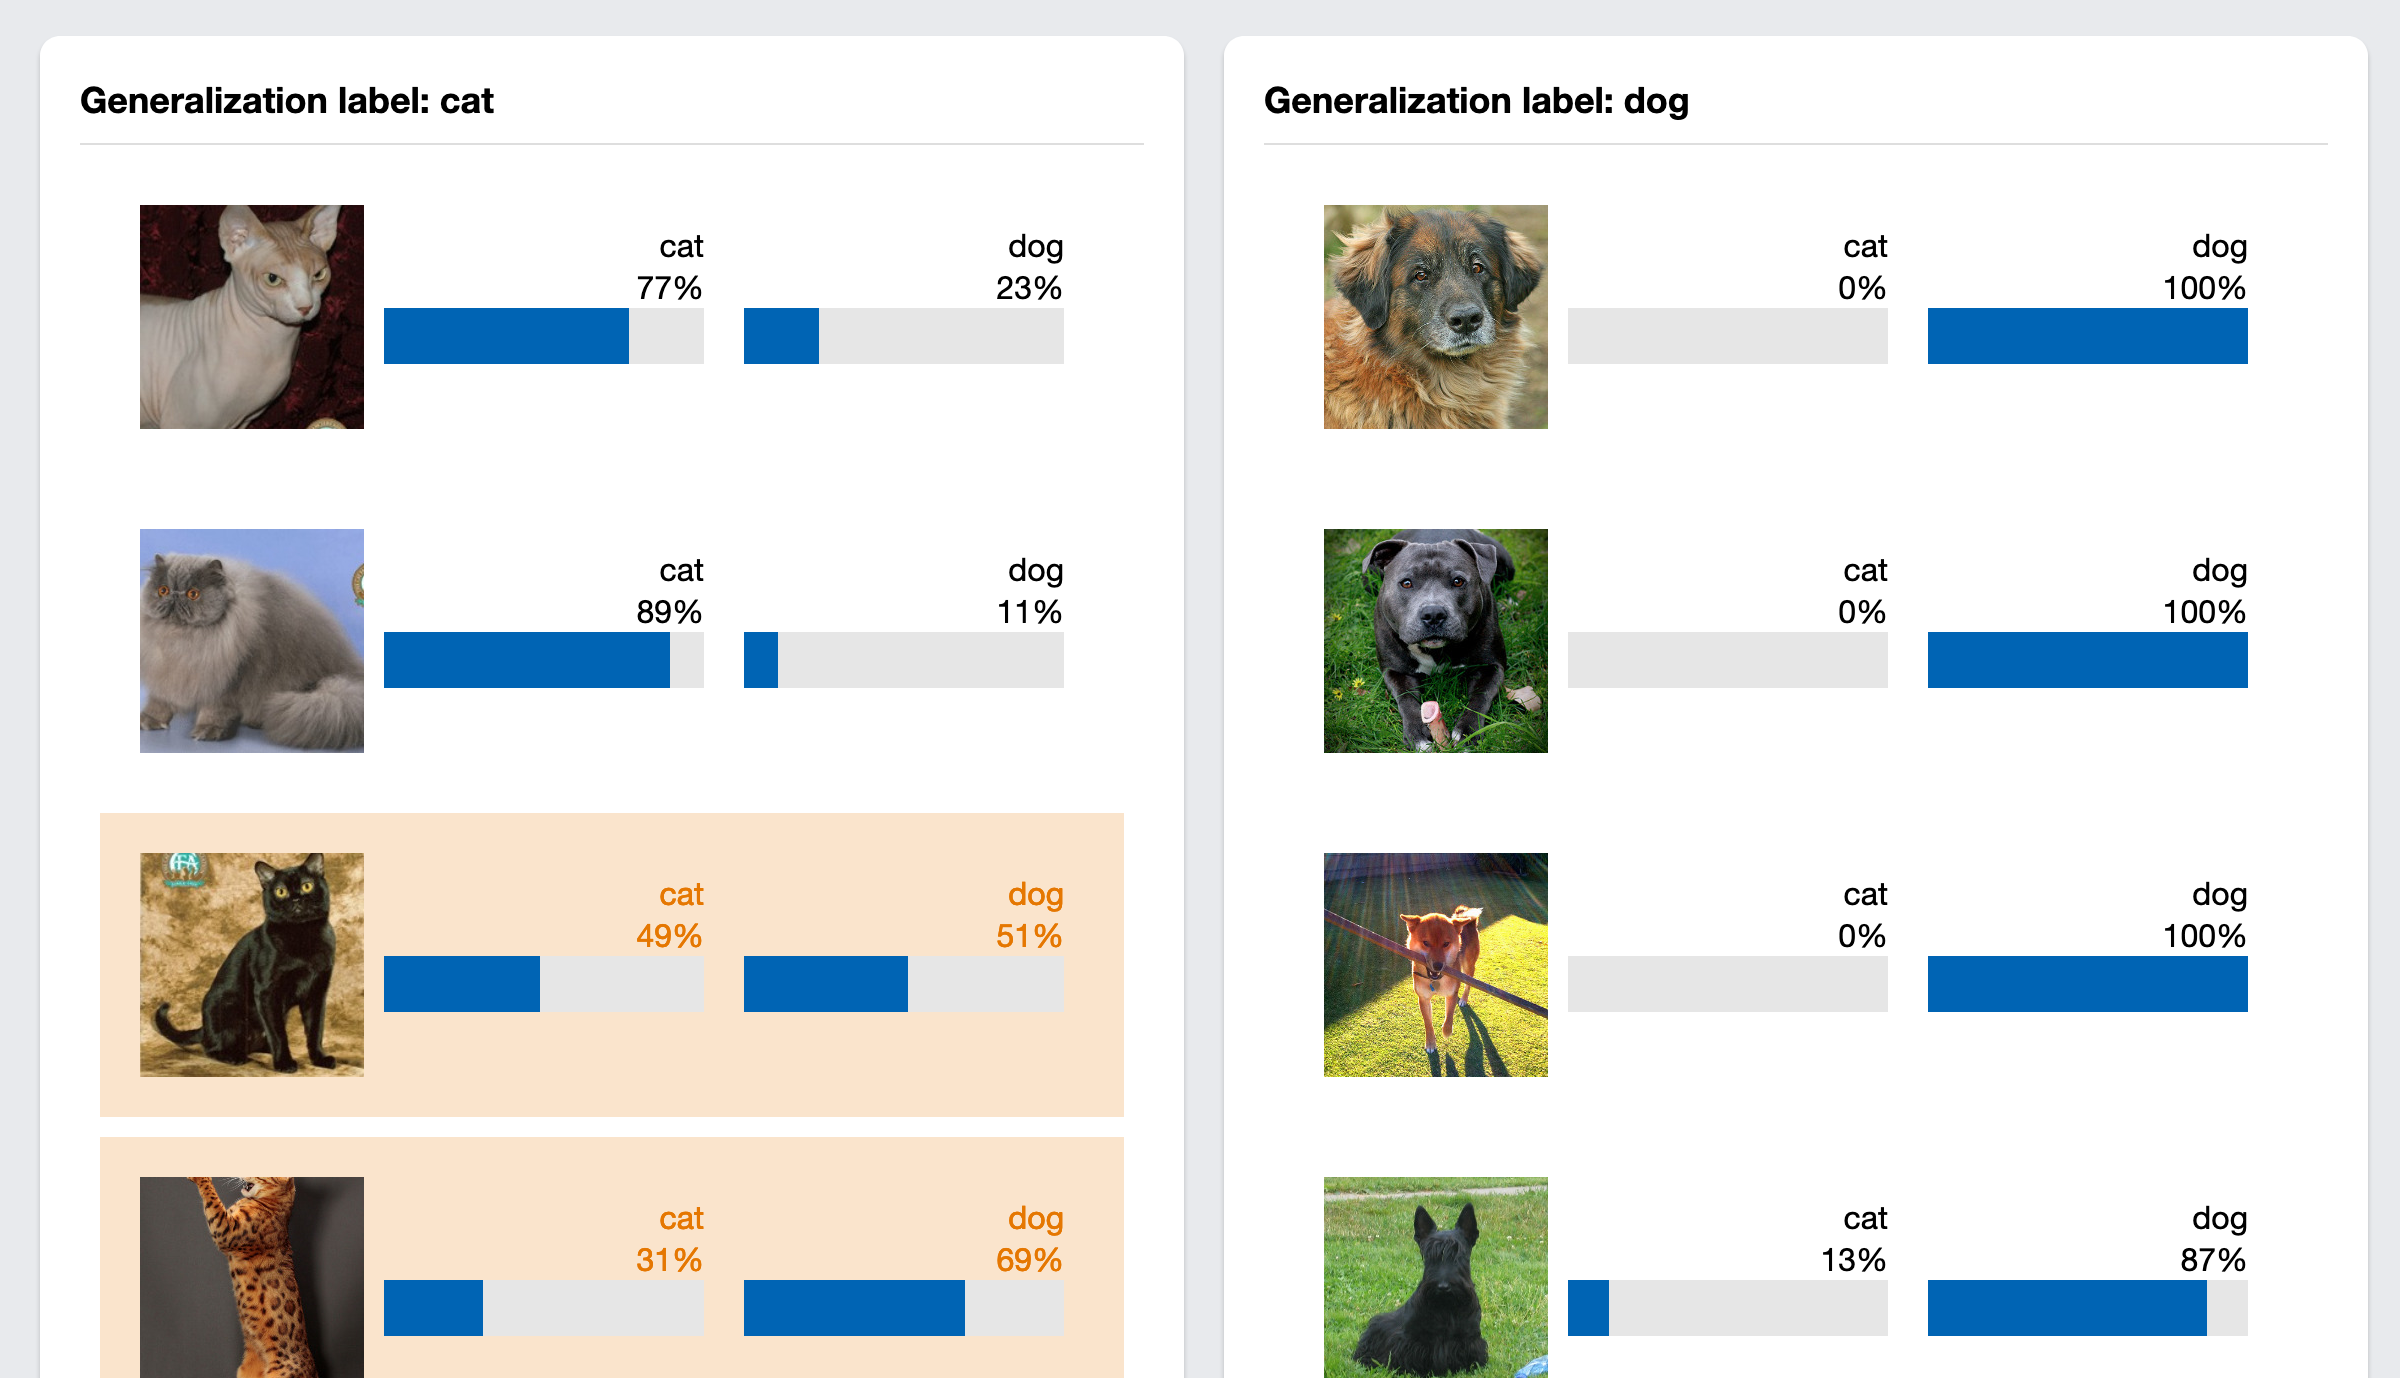 Generalization label: cat
cat
77%
dog
23%
cat
89%
dog
11%
cat
49%
dog
51%
cat
31%
dog
69%
Generalization label: dog
cat
0%
dog
100%
cat
0%
dog
100%
cat
0%
dog
100%
cat
13%
dog
87%